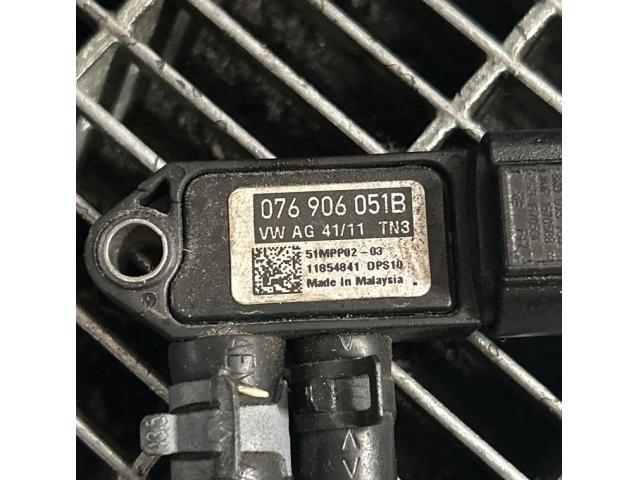 076 906 051B
VW AG 41/11 TN3
51MPP02-03
11854841 DPS10
Made In Malaysia